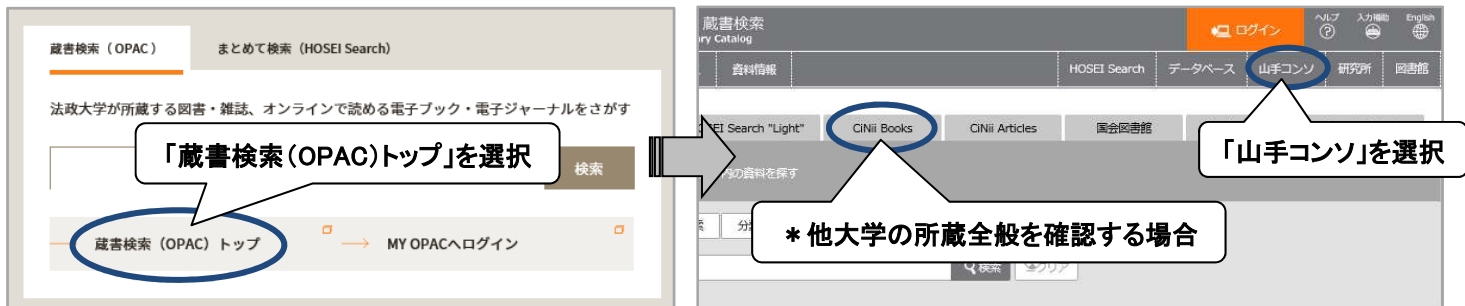 蔵書検索（OPAC）
まとめて検索（HOSEI Search）
法政大学が所蔵する図書・雑誌、オンラインで読める電子ブック・電子ジャーナルをさがす
「蔵書検索（OPAC）トップ」を選択
検索
蔵書検索（OPAC）トップ
MY OPACへログイン
蔵書検索
Catalog
ログイン
ヘルプ
入力補助
English
資料情報
HOSEI Search
データベース
山手コンソ
研究所
図書館
Search "Light"
CiNii Books
CiNii Articles
国会図書館
「山手コンソ」を選択
内の資料を探す
＊他大学の所蔵全般を確認する場合
検索
クリア